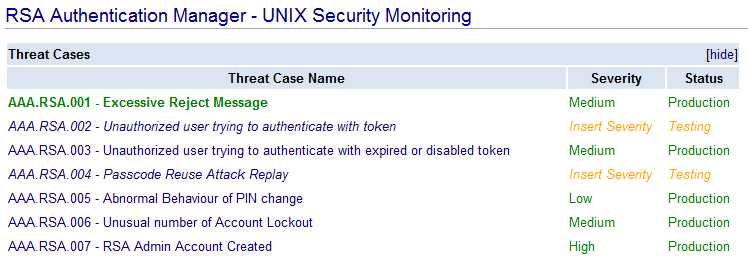 RSA Authentication Manager - UNIX Security Monitoring
Threat Cases [hide]
Threat Case Name Severity Status
AAA.RSA.001 - Excessive Reject Message Medium Production
AAA.RSA.002 - Unauthorized user trying to authenticate with token Insert Severity Testing
AAA.RSA.003 - Unauthorized user trying to authenticate with expired or disabled token Medium Production
AAA.RSA.004 - Passcode Reuse Attack Replay Insert Severity Testing
AAA.RSA.005 - Abnormal Behaviour of PIN change Low Production
AAA.RSA.006 - Unusual number of Account Lockout Medium Production
AAA.RSA.007 - RSA Admin Account Created High Production